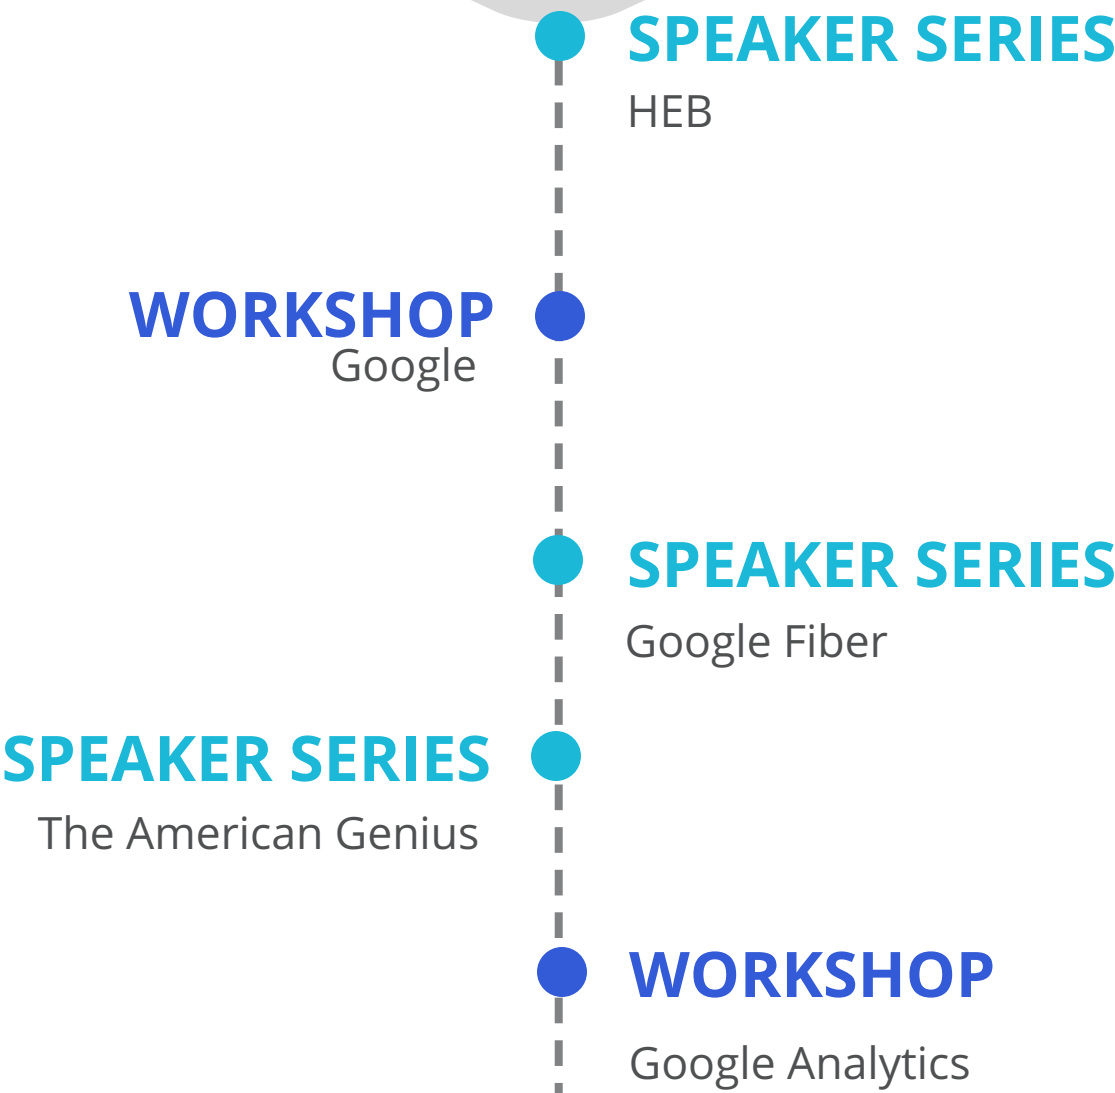 SPEAKER SERIES
HEB
WORKSHOP
Google
SPEAKER SERIES
Google Fiber
SPEAKER SERIES
The American Genius
WORKSHOP
Google Analytics